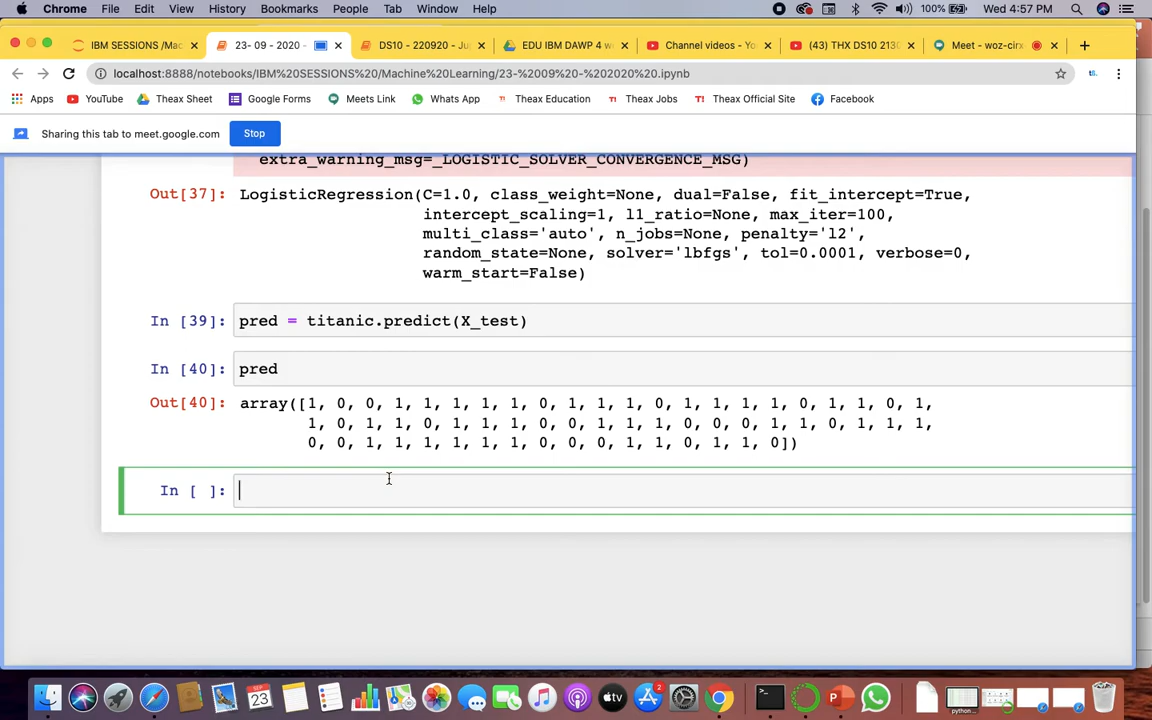 Chrome File Edit View History Bookmarks People Tab Window Help 100% Wed 4:57 PM
IBM SESSIONS /Mac 23- 09 - 2020 - DS10 - 220920 - Ju EDU IBM DAWP 4 w Channel videos - Yo (43) THX DS10 213 Meet - woz-cirx
localhost:8888/notebooks/IBM%20SESSIONS%20/Machine%20Learning/23-%2009%20-%202020%20.ipynb
Apps YouTube Theax Sheet Google Forms Meets Link Whats App Theax Education Theax Jobs Theax Official Site Facebook
Sharing this tab to meet.google.com Stop
extra_warning_msg=_LOGISTIC_SOLVER_CONVERGENCE_MSG)
Out[37]: LogisticRegression(C=1.0, class_weight=None, dual=False, fit_intercept=True,
intercept_scaling=1, l1_ratio=None, max_iter=100,
multi_class='auto', n_jobs=None, penalty='l2',
random_state=None, solver='lbfgs', tol=0.0001, verbose=0,
warm_start=False)
In [39]: pred = titanic.predict(X_test)
In [40]: pred
Out[40]: array([1, 0, 0, 1, 1, 1, 1, 1, 0, 1, 1, 1, 0, 1, 1, 1, 1, 0, 1, 1, 0, 1,
1, 0, 1, 1, 0, 1, 1, 1, 0, 0, 1, 1, 1, 0, 0, 0, 1, 1, 0, 1, 1, 1,
0, 0, 1, 1, 1, 1, 1, 1, 0, 0, 0, 1, 1, 0, 1, 1, 0])
In [ ]: